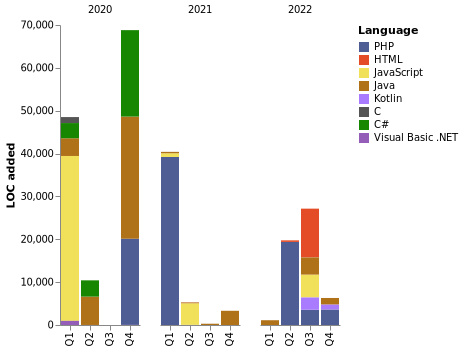 2020
2021
2022
LOC added
70,000
60,000
50,000
40,000
30,000
20,000
10,000
0
Q1
Q2
Q3
Q4
Q1
Q2
Q3
Q4
Q1
Q2
Q3
Q4
Language
PHP
HTML
JavaScript
Java
Kotlin
C
C#
Visual Basic .NET